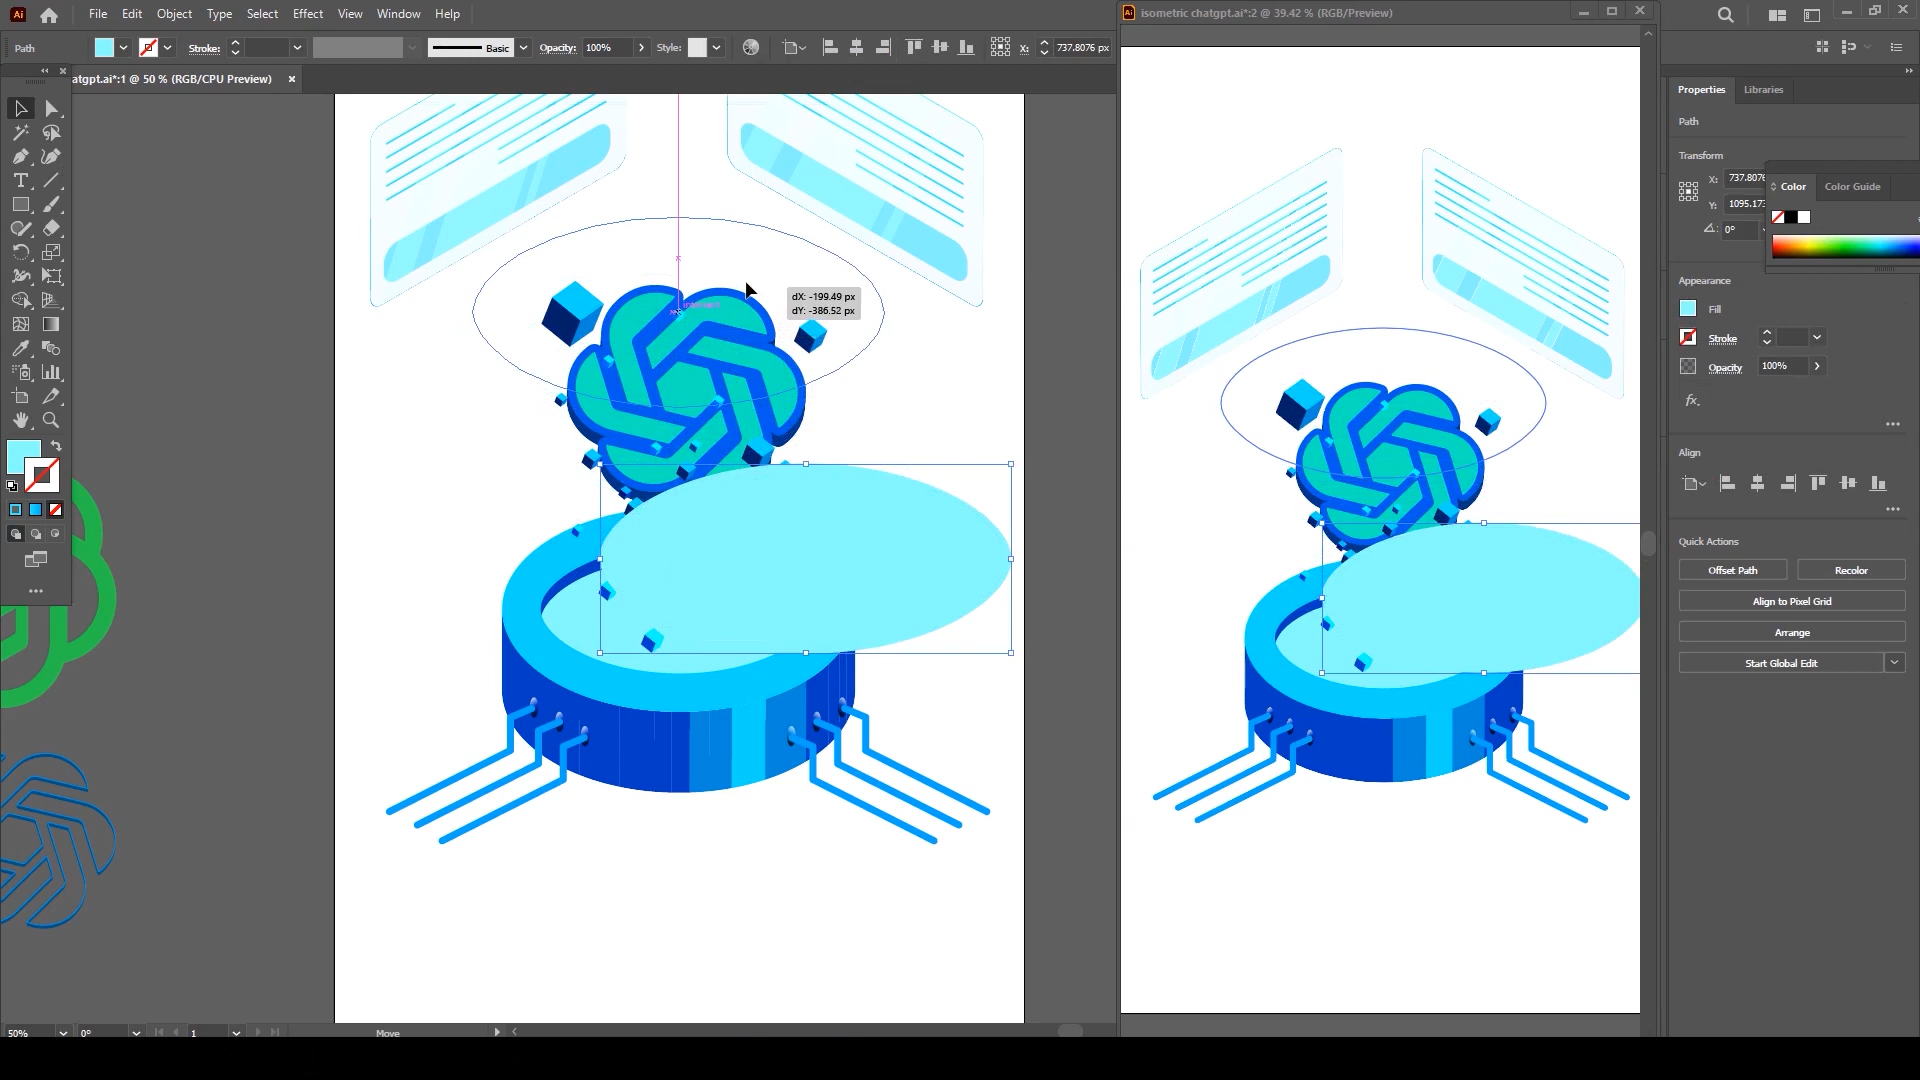 Ai File Edit Object Type Select Effect View Window Help
isometric chatgpt.ai*:2 @ 39.42 % (RGB/Preview)
Path Stroke: Basic Opacity: 100% Style: X: 737.8076 px
atgpt.ai*:1 @ 50 % (RGB/CPU Preview)
Properties Libraries
Path
Transform
X: 737.8076
Y: 1095.173
0°
Color Color Guide
Appearance
Fill
Stroke
Opacity 100%
fx.
Align
Quick Actions
Offset Path Recolor
Align to Pixel Grid
Arrange
Start Global Edit
dX: -199.49 px
dY: -386.52 px
50% 0° 1 Move